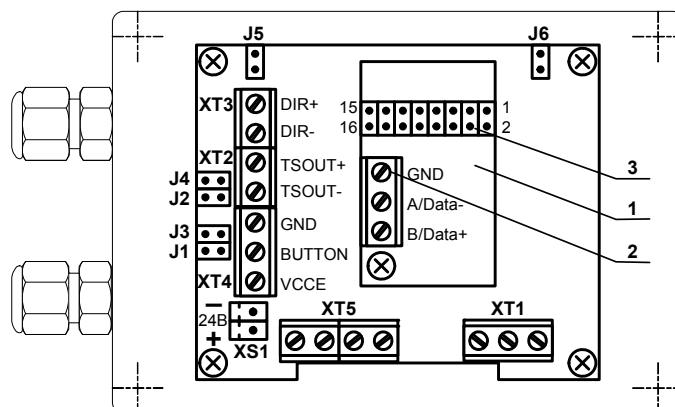 J5
J6
XT3
DIR+
DIR-
15
1
16
2
XT2
TSOUT+
TSOUT-
3
J4
J2
GND
A/Data-
B/Data+
1
J3
J1
GND
BUTTON
VCCE
2
XT4
–
24В
+
XS1
XT5
XT1